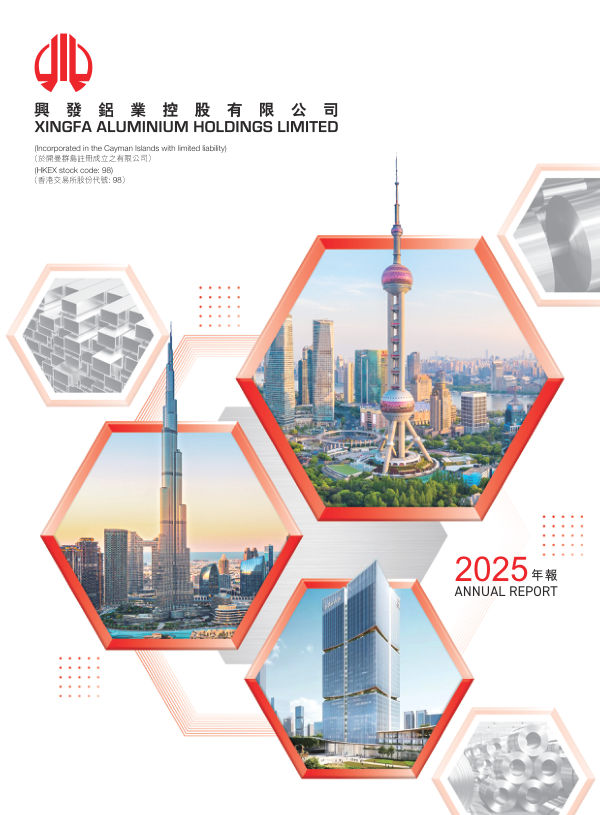 興發鋁業控股有限公司
XINGFA ALUMINIUM HOLDINGS LIMITED
(Incorporated in the Cayman Islands with limited liability)
(於開曼群島註冊成立之有限公司)
(HKEX stock code: 98)
(香港交易所股份代號: 98)
2025年報
ANNUAL REPORT